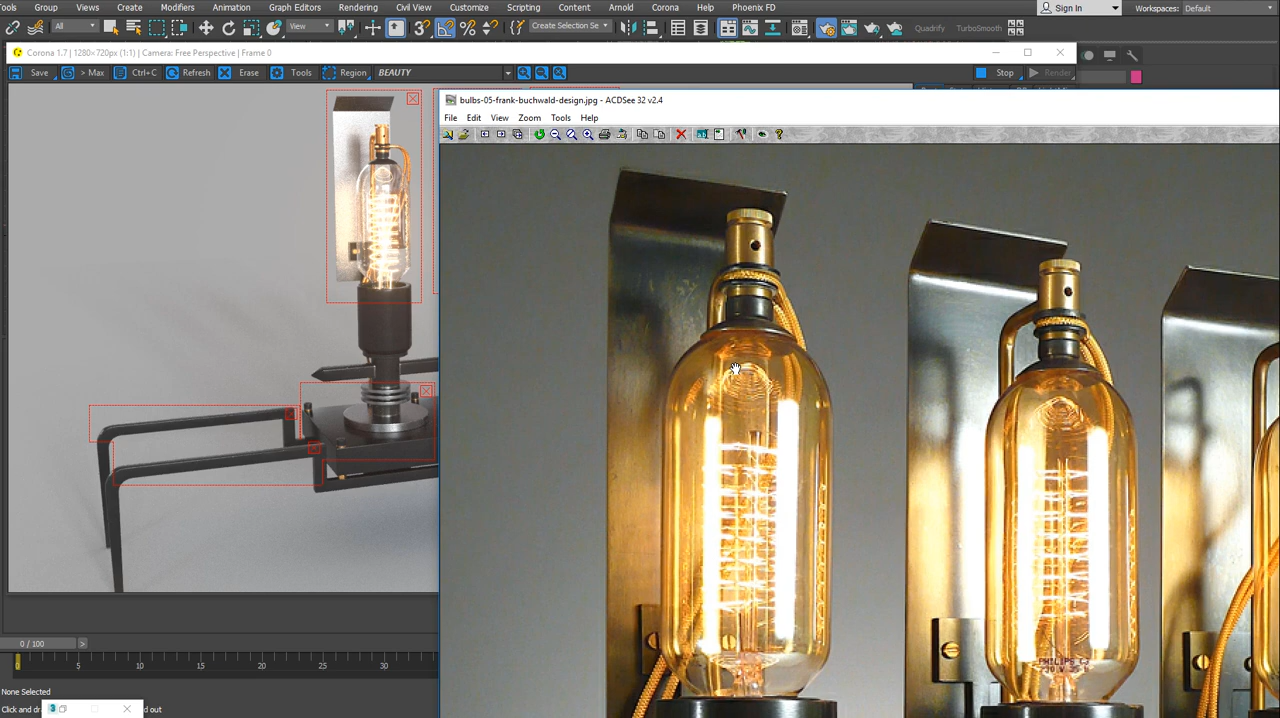 Tools Group Views Create Modifiers Animation Graph Editors Rendering Civil View Customize Scripting Content Arnold Corona Help Phoenix FD Sign In Workspaces: Default
All View Create Selection Se Quadrify TurboSmooth
Corona 1.7 | 1280×720px (1:1) | Camera: Free Perspective | Frame 0
Save > Max Ctrl+C Refresh Erase Tools Region BEAUTY Stop Render
bulbs-05-frank-buchwald-design.jpg - ACDSee 32 v2.4
File Edit View Zoom Tools Help
PHILIPS
0 / 100 >
0 5 10 15 20 25 30
None Selected
Click and dr d out